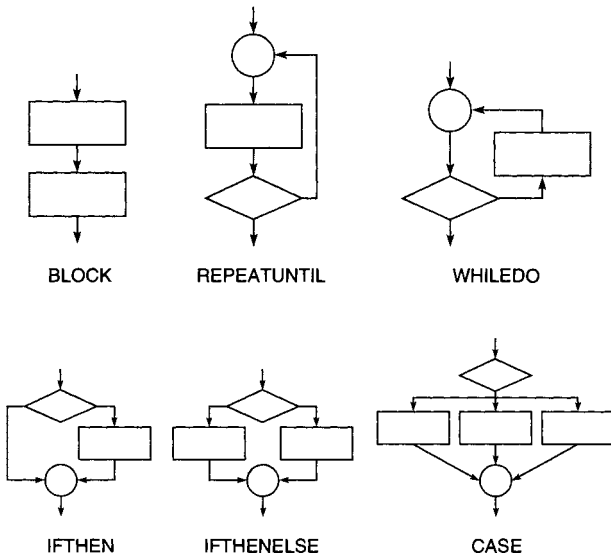 BLOCK
REPEATUNTIL
WHILEDO
IFTHEN
IFTHENELSE
CASE